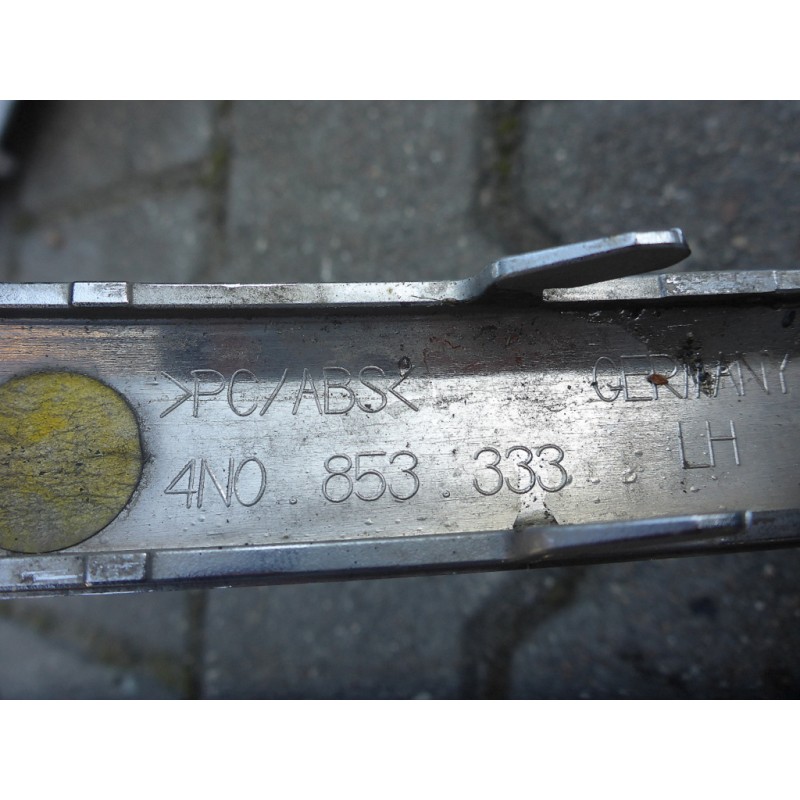 >PC/ABS<
GERMANY
4N0.853.333
LH